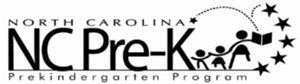 NORTH CAROLINA
NC Pre-K
Prekindergarten Program